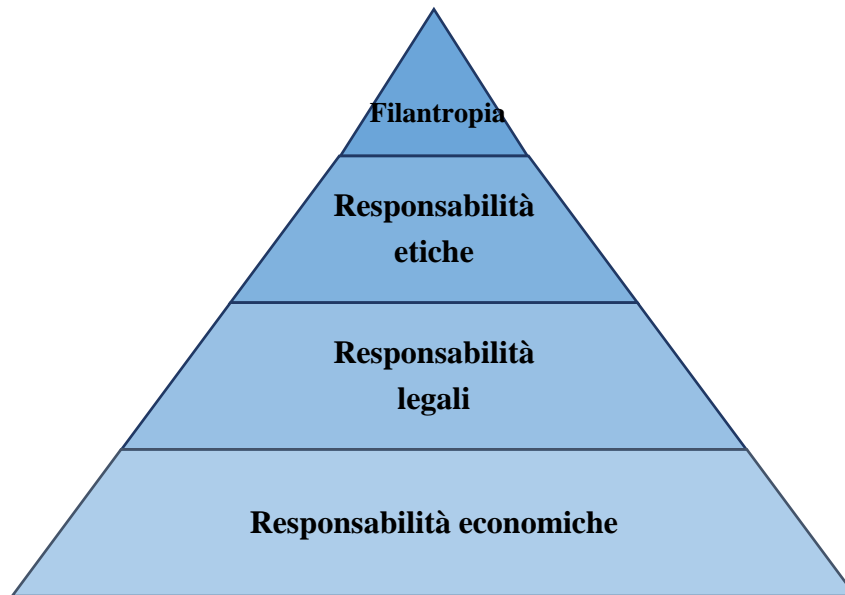 Filantropia
Responsabilità
etiche
Responsabilità
legali
Responsabilità economiche